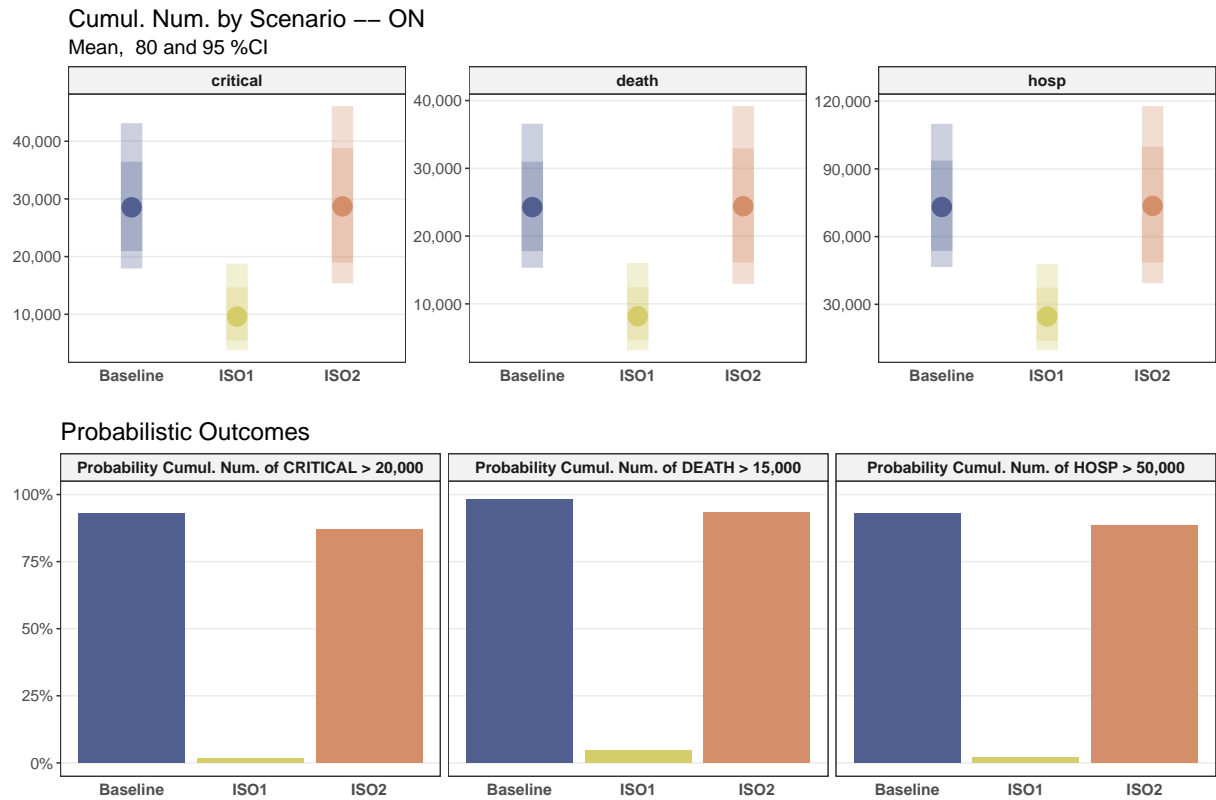 Cumul. Num. by Scenario −− ON
Mean,  80 and 95 %CI
critical
death
hosp
40,000
30,000
20,000
10,000
40,000
30,000
20,000
10,000
120,000
90,000
60,000
30,000
Baseline ISO1 ISO2
Baseline ISO1 ISO2
Baseline ISO1 ISO2
Probabilistic Outcomes
Probability Cumul. Num. of CRITICAL > 20,000
Probability Cumul. Num. of DEATH > 15,000
Probability Cumul. Num. of HOSP > 50,000
100%
75%
50%
25%
0%
Baseline ISO1 ISO2
Baseline ISO1 ISO2
Baseline ISO1 ISO2